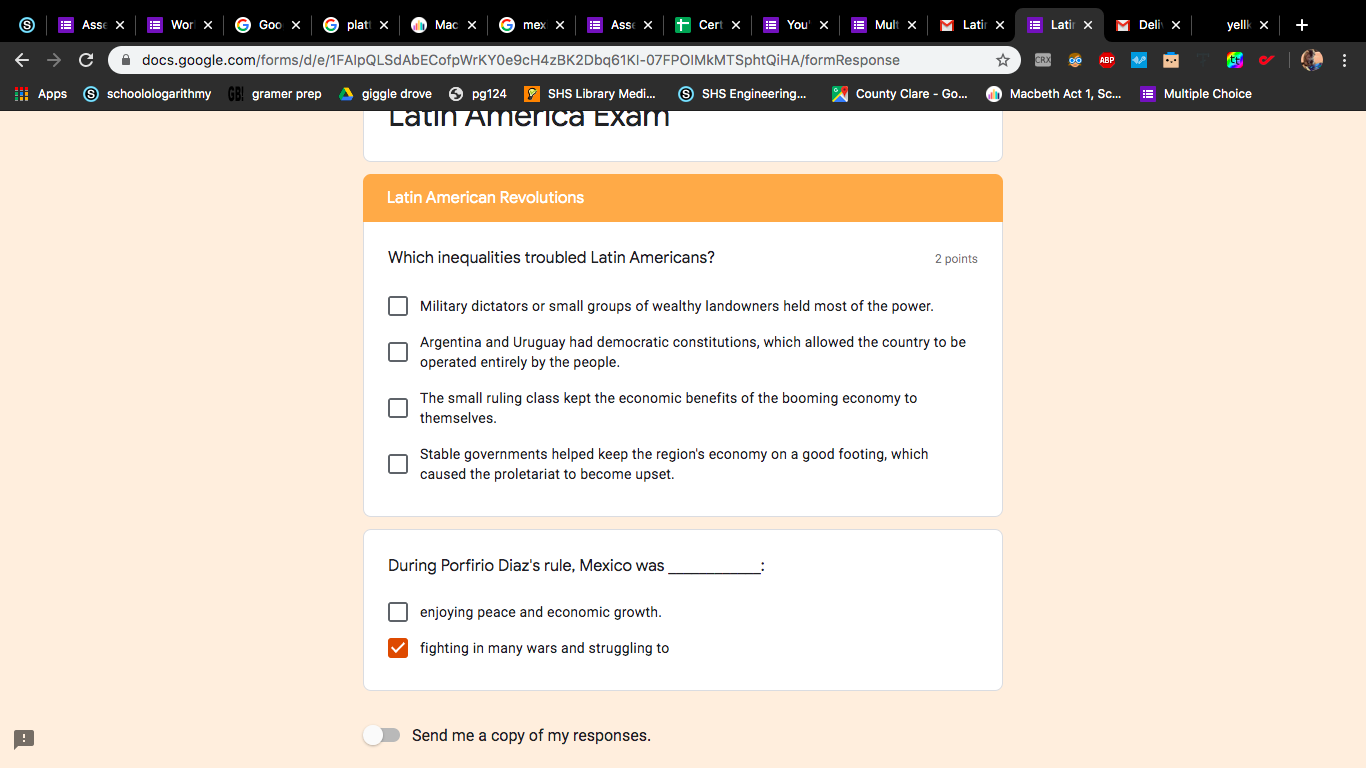 Asse
Wor
Goo
plat
Mac
mex
Asse
Cert
You'
Mult
Latir
Latir
Deliv
yellk
docs.google.com/forms/d/e/1FAIpQLSdAbECofpWrKY0e9cH4zBK2Dbq61KI-07FPOIMkMTSphtQiHA/formResponse
CRX
ABP
Apps
schoolologarithmy
GB!
gramer prep
giggle drove
pg124
SHS Library Medi...
SHS Engineering...
County Clare - Go...
Macbeth Act 1, Sc...
Multiple Choice
Latin America Exam
Latin American Revolutions
Which inequalities troubled Latin Americans?
2 points
Military dictators or small groups of wealthy landowners held most of the power.
Argentina and Uruguay had democratic constitutions, which allowed the country to be
operated entirely by the people.
The small ruling class kept the economic benefits of the booming economy to
themselves.
Stable governments helped keep the region's economy on a good footing, which
caused the proletariat to become upset.
During Porfirio Diaz's rule, Mexico was ___________:
enjoying peace and economic growth.
fighting in many wars and struggling to
Send me a copy of my responses.